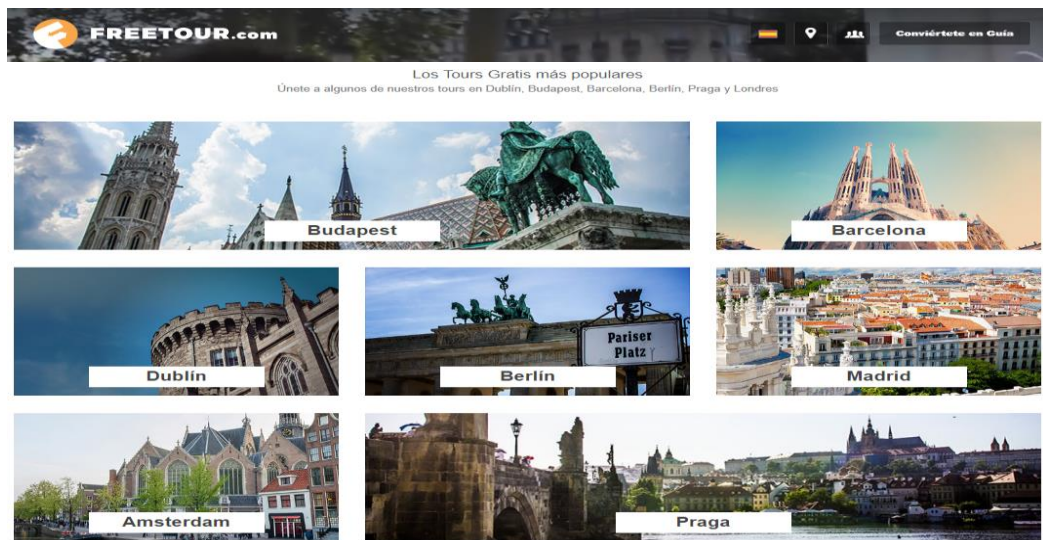 FREETOUR.com
Conviértete en Guía
Los Tours Gratis más populares
Únete a algunos de nuestros tours en Dublín, Budapest, Barcelona, Berlín, Praga y Londres
Budapest
Barcelona
Pariser
Platz
Dublín
Berlín
Madrid
Amsterdam
Praga